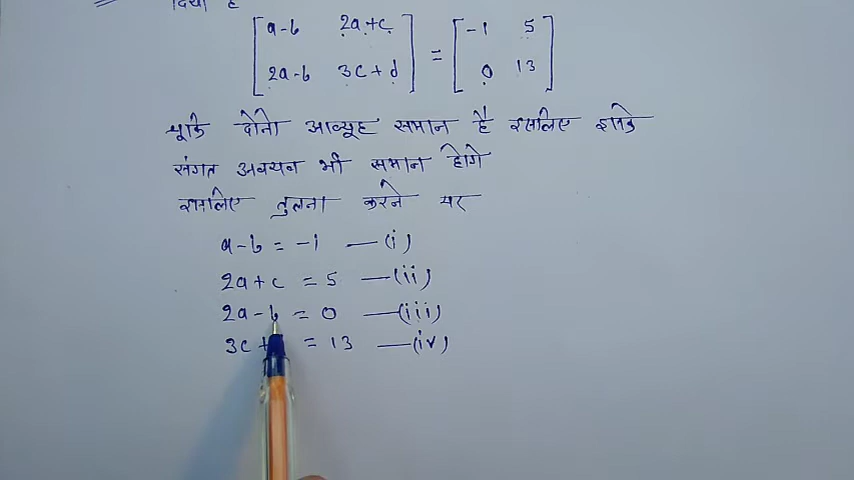 दिया है
[a-b 2a+c] = [-1 5]
[2a-b 3c+d] [0 13]
चूंकि दोनों आव्यूह समान है इसलिए इनके
संगत अवयव भी समान होगे
इसलिए तुलना करने पर
a-b = -1 —(i)
2a+c = 5 —(ii)
2a-b = 0 —(iii)
3c+ = 13 —(iv)